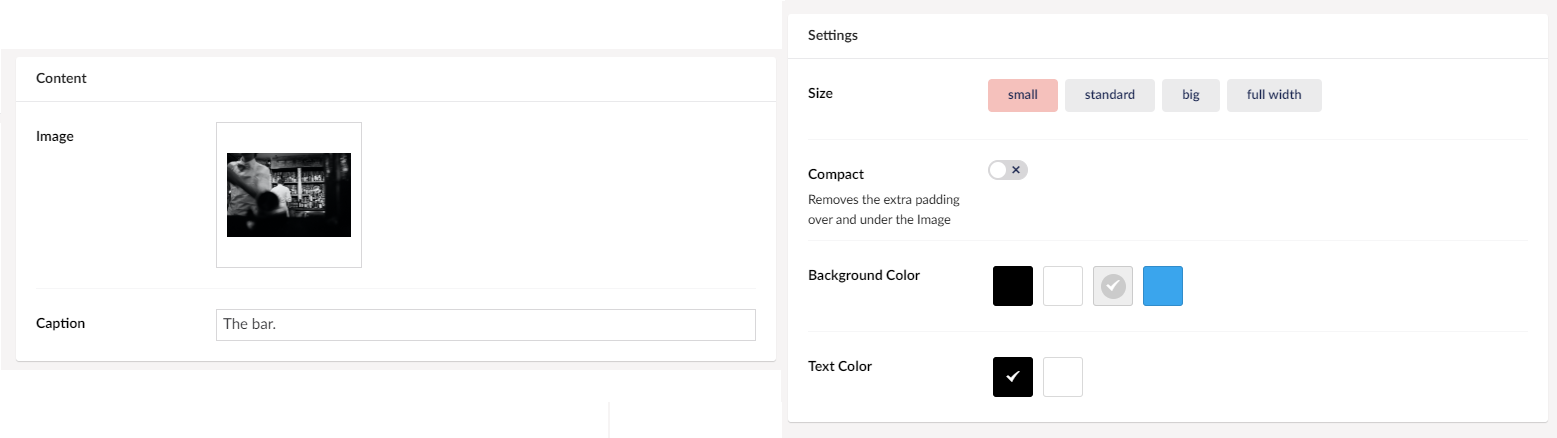 Content
Image
Caption
The bar.
Settings
Size
small
standard
big
full width
Compact
Removes the extra padding
over and under the Image
Background Color
Text Color